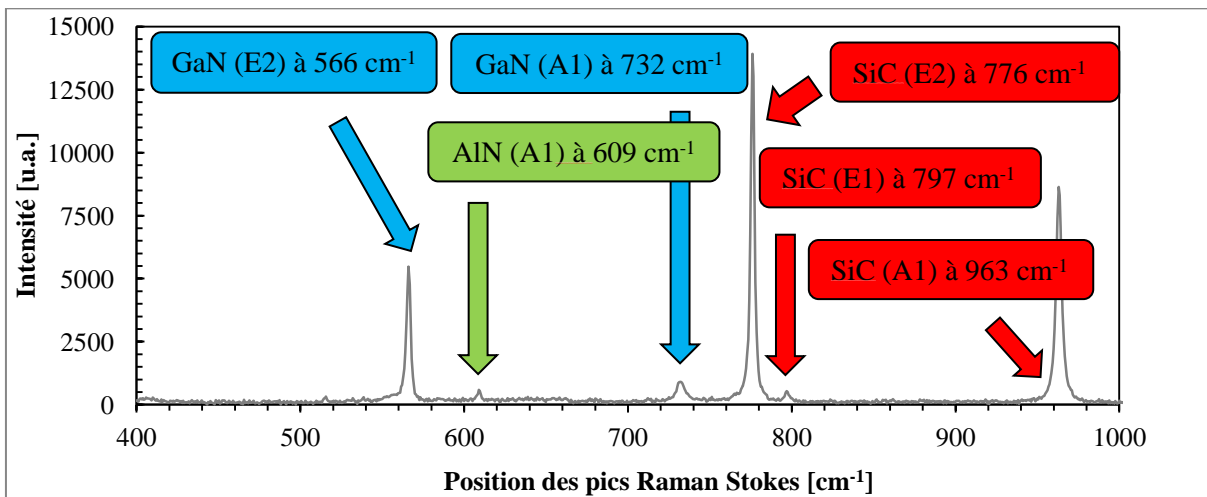 15000
12500
10000
7500
5000
2500
0
Intensité [u.a.]
GaN (E2) à 566 cm⁻¹
GaN (A1) à 732 cm⁻¹
SiC (E2) à 776 cm⁻¹
AlN (A1) à 609 cm⁻¹
SiC (E1) à 797 cm⁻¹
SiC (A1) à 963 cm⁻¹
400 500 600 700 800 900 1000
Position des pics Raman Stokes [cm⁻¹]